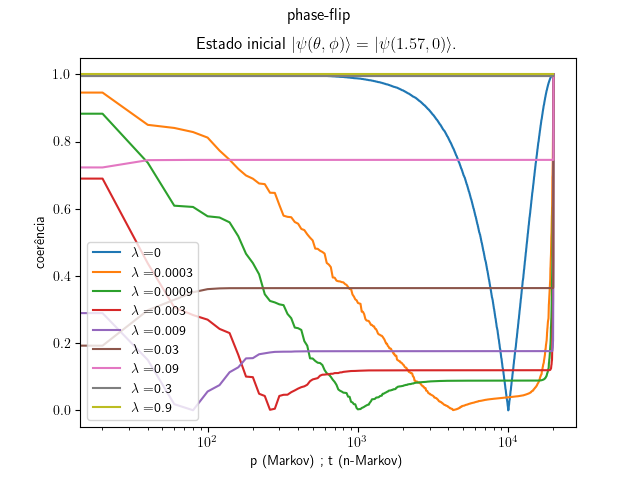 phase-flip
Estado inicial |ψ(θ, ϕ)⟩ = |ψ(1.57, 0)⟩.
1.0
0.8
0.6
0.4
0.2
0.0
coerência
λ =0
λ =0.0003
λ =0.0009
λ =0.003
λ =0.009
λ =0.03
λ =0.09
λ =0.3
λ =0.9
10² 10³ 10⁴
p (Markov) ; t (n-Markov)